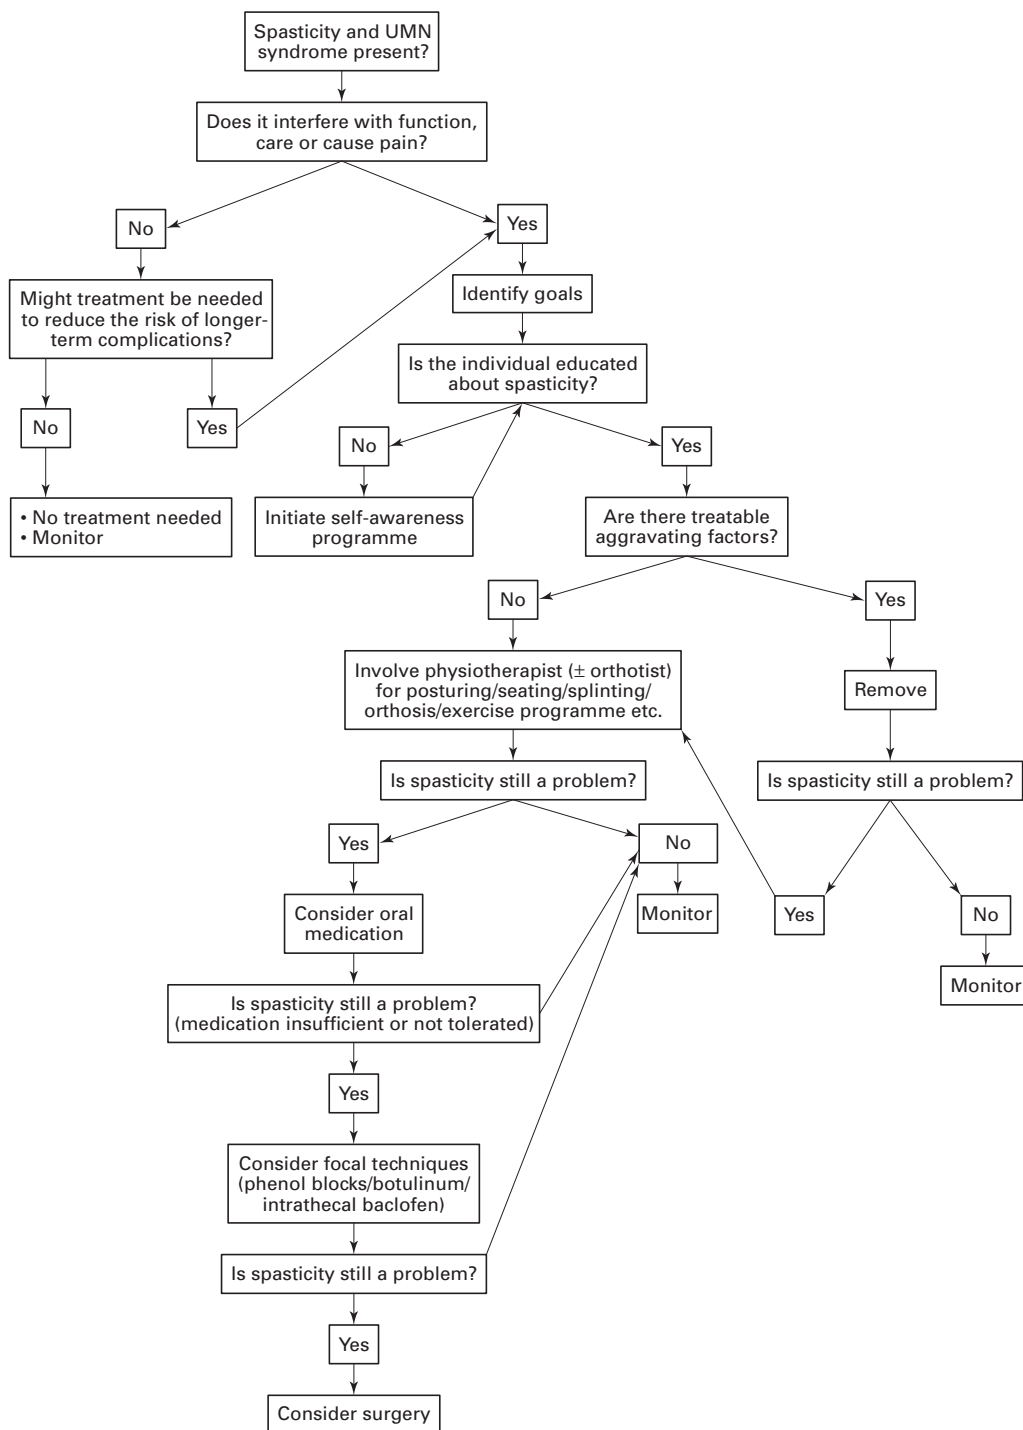 Spasticity and UMN
syndrome present?
Does it interfere with function,
care or cause pain?
No
Yes
Might treatment be needed
to reduce the risk of longer-
term complications?
Identify goals
Is the individual educated
about spasticity?
No
Yes
No
Yes
• No treatment needed
• Monitor
Initiate self-awareness
programme
Are there treatable
aggravating factors?
No
Yes
Involve physiotherapist (± orthotist)
for posturing/seating/splinting/
orthosis/exercise programme etc.
Remove
Is spasticity still a problem?
Is spasticity still a problem?
Yes
No
Consider oral
medication
Monitor
Yes
No
Monitor
Is spasticity still a problem?
(medication insufficient or not tolerated)
Yes
Consider focal techniques
(phenol blocks/botulinum/
intrathecal baclofen)
Is spasticity still a problem?
Yes
Consider surgery